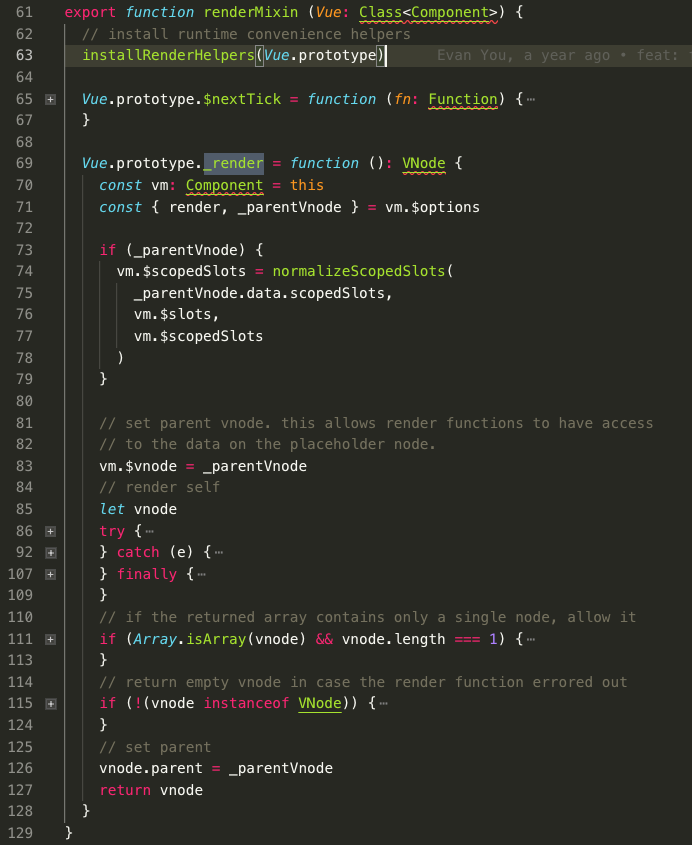 61 export function renderMixin (Vue: Class<Component>) {
62 // install runtime convenience helpers
63 installRenderHelpers(Vue.prototype) Evan You, a year ago • feat:
64
65 Vue.prototype.$nextTick = function (fn: Function) {⋯
67 }
68
69 Vue.prototype._render = function (): VNode {
70 const vm: Component = this
71 const { render, _parentVnode } = vm.$options
72
73 if (_parentVnode) {
74 vm.$scopedSlots = normalizeScopedSlots(
75 _parentVnode.data.scopedSlots,
76 vm.$slots,
77 vm.$scopedSlots
78 )
79 }
80
81 // set parent vnode. this allows render functions to have access
82 // to the data on the placeholder node.
83 vm.$vnode = _parentVnode
84 // render self
85 let vnode
86 try {⋯
92 } catch (e) {⋯
107 } finally {⋯
109 }
110 // if the returned array contains only a single node, allow it
111 if (Array.isArray(vnode) && vnode.length === 1) {⋯
113 }
114 // return empty vnode in case the render function errored out
115 if (!(vnode instanceof VNode)) {⋯
124 }
125 // set parent
126 vnode.parent = _parentVnode
127 return vnode
128 }
129 }